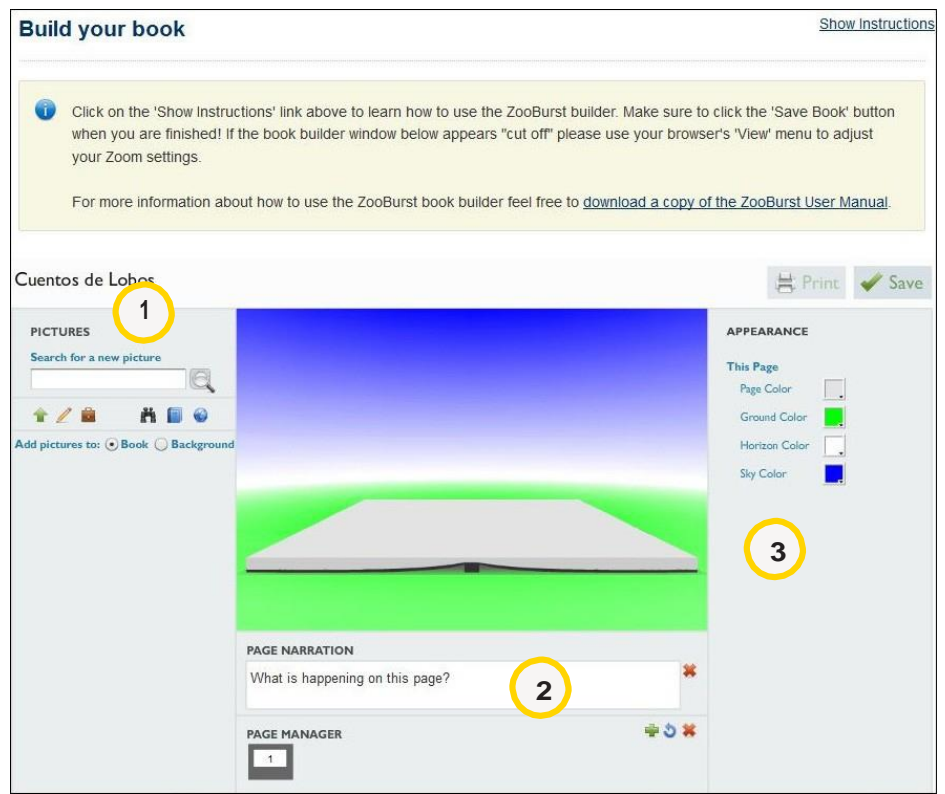 Build your book
Show Instructions
Click on the 'Show Instructions' link above to learn how to use the ZooBurst builder. Make sure to click the 'Save Book' button
when you are finished! If the book builder window below appears "cut off" please use your browser's 'View' menu to adjust
your Zoom settings.
For more information about how to use the ZooBurst book builder feel free to download a copy of the ZooBurst User Manual.
Cuentos de Lobos
Print
Save
1
PICTURES
Search for a new picture
Add pictures to: Book Background
APPEARANCE
This Page
Page Color
Ground Color
Horizon Color
Sky Color
3
PAGE NARRATION
What is happening on this page?
2
PAGE MANAGER
1